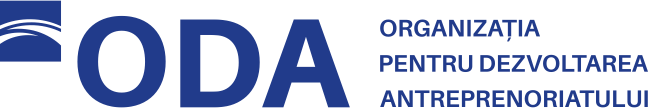 ODA
ORGANIZAȚIA
PENTRU DEZVOLTAREA
ANTREPRENORIATULUI